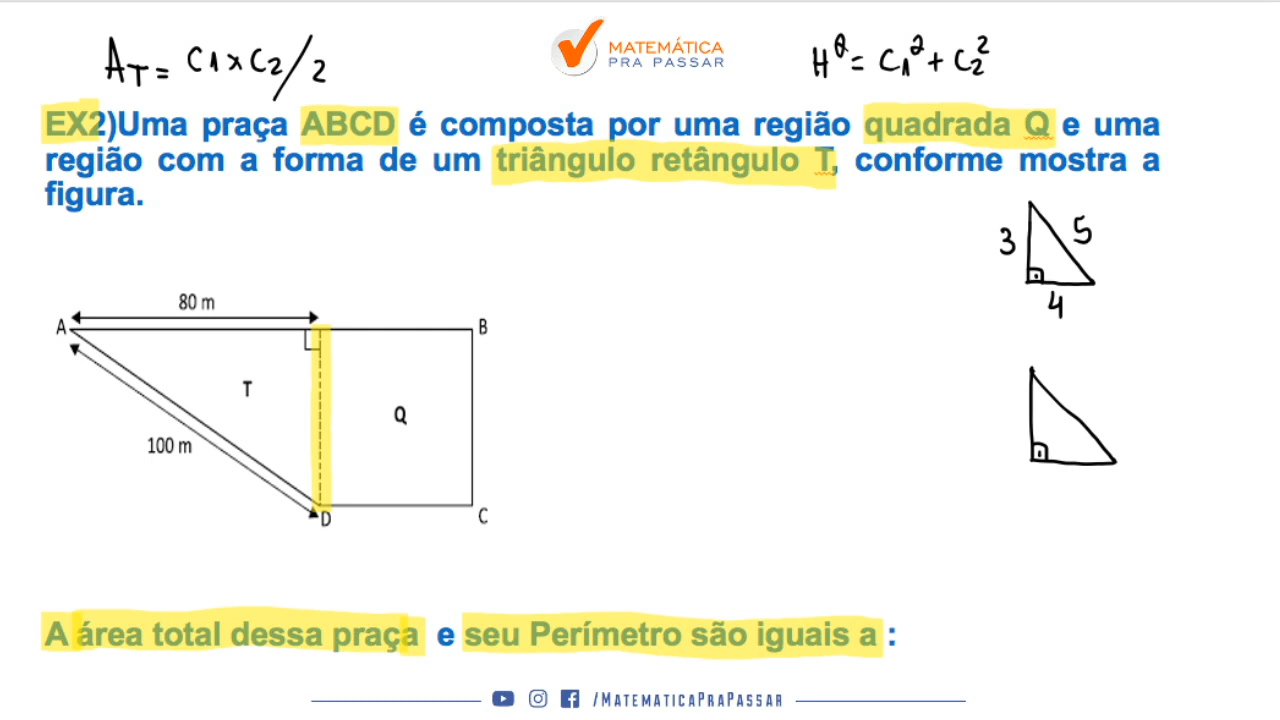 A_T = C1 x C2/2
MATEMÁTICA
PRA PASSAR
H² = C₁² + C₂²
EX2)Uma praça ABCD é composta por uma região quadrada Q e uma
região com a forma de um triângulo retângulo T, conforme mostra a
figura.
3
5
4
80 m
A
B
T
Q
100 m
D
C
A área total dessa praça e seu Perímetro são iguais a :
/MATEMATICAPRAPASSAR